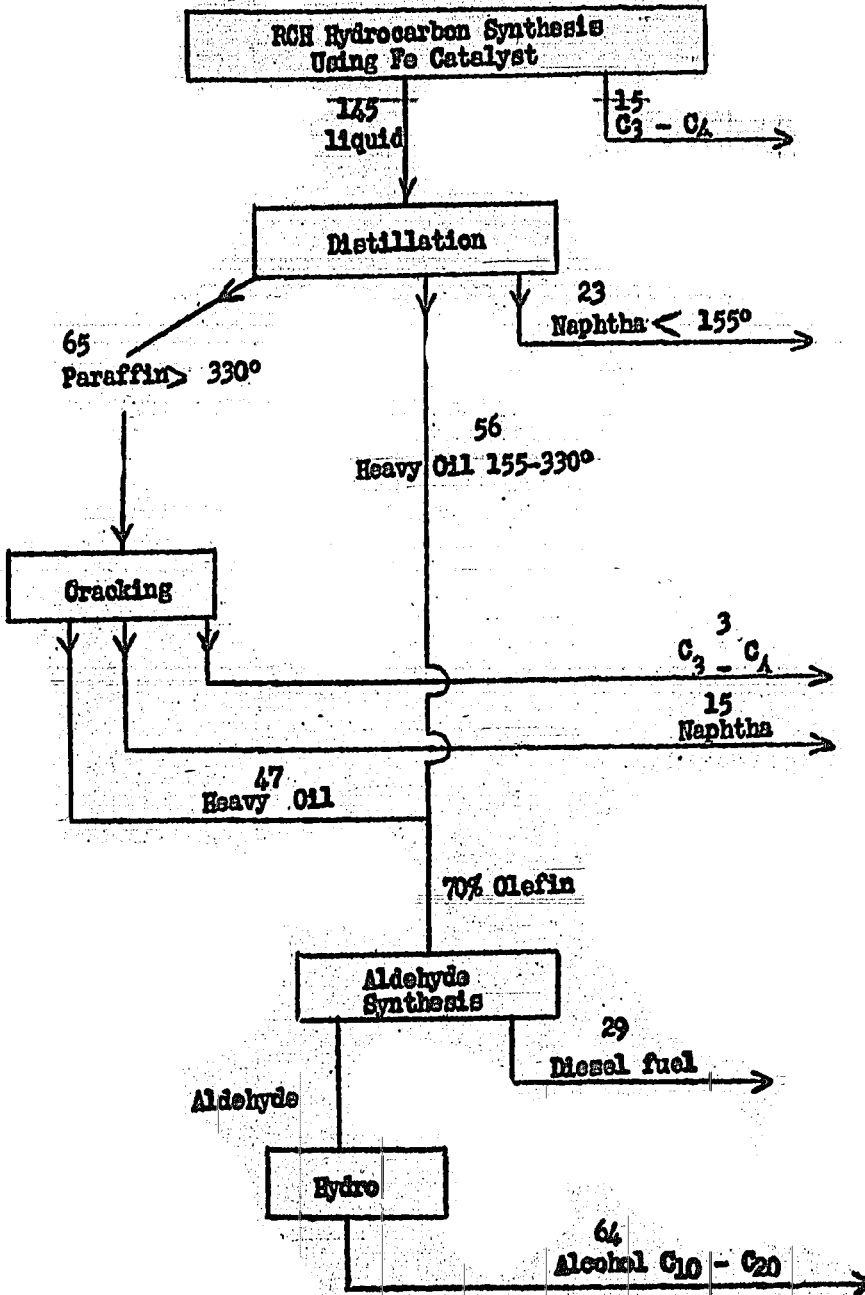 RCH Hydrocarbon Synthesis
Using Fe Catalyst
145
liquid
15
C3 - C4
Distillation
23
Naphtha < 155°
65
Paraffin > 330°
56
Heavy Oil 155-330°
Cracking
3
C3 - C4
15
Naphtha
47
Heavy Oil
70% Olefin
Aldehyde
Synthesis
29
Diesel fuel
Aldehyde
Hydro
64
Alcohol C10 - C20